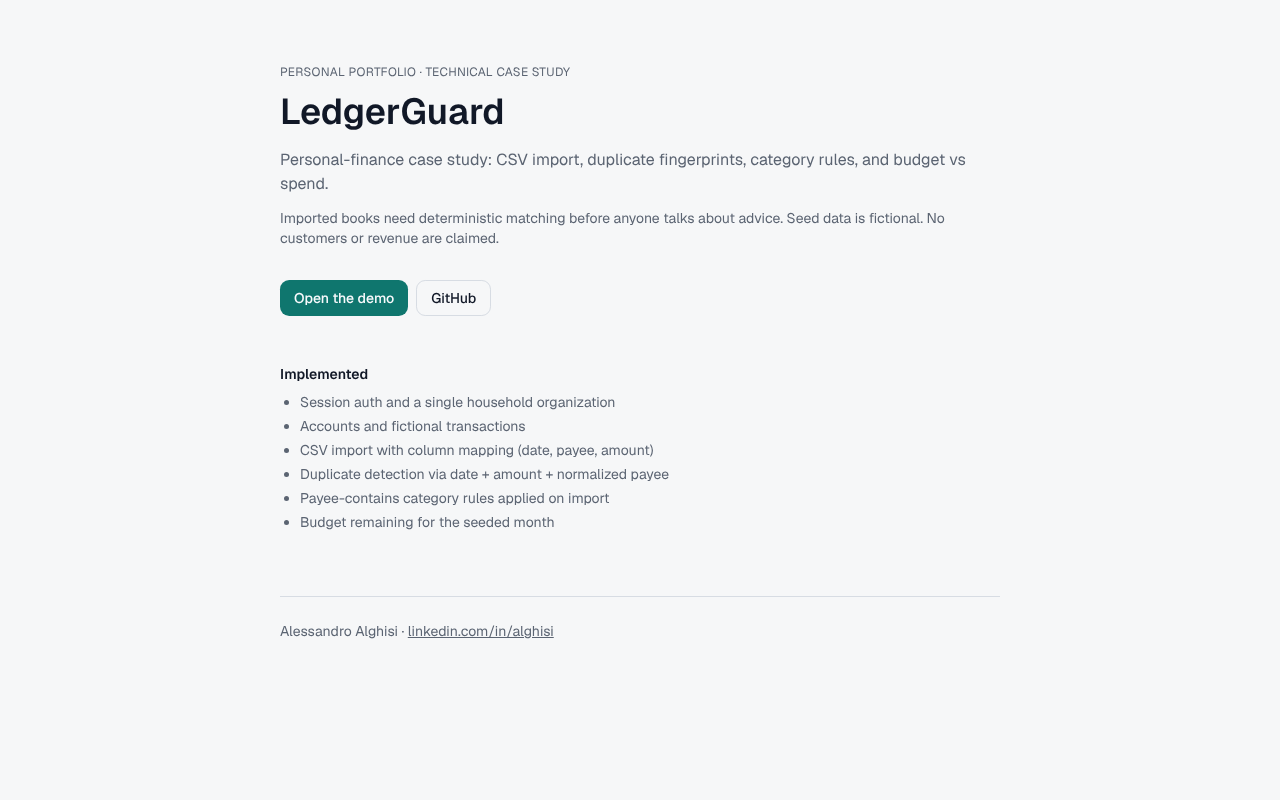 PERSONAL PORTFOLIO · TECHNICAL CASE STUDY
LedgerGuard
Personal-finance case study: CSV import, duplicate fingerprints, category rules, and budget vs
spend.
Imported books need deterministic matching before anyone talks about advice. Seed data is fictional. No
customers or revenue are claimed.
Open the demo
GitHub
Implemented
• Session auth and a single household organization
• Accounts and fictional transactions
• CSV import with column mapping (date, payee, amount)
• Duplicate detection via date + amount + normalized payee
• Payee-contains category rules applied on import
• Budget remaining for the seeded month
Alessandro Alghisi · linkedin.com/in/alghisi